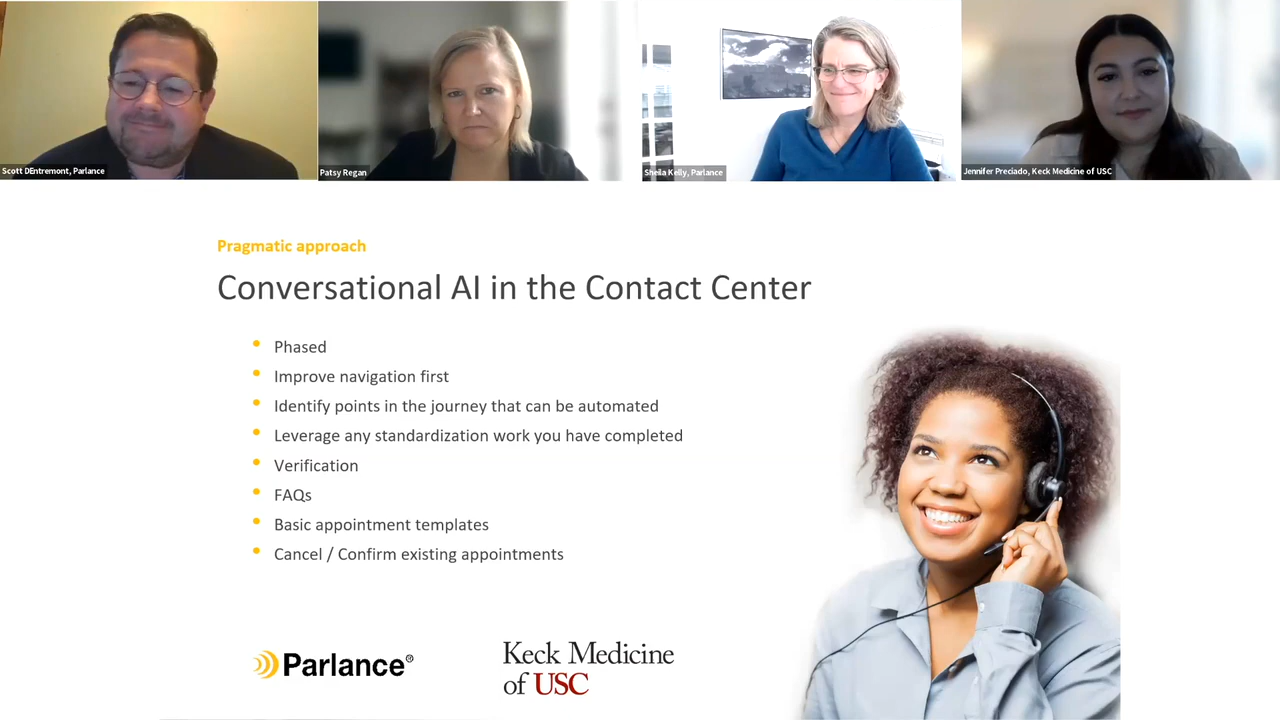 Scott DEntremont, Parlance
Patsy Regan
Sheila Kelly, Parlance
Jennifer Preciado, Keck Medicine of USC
Pragmatic approach
Conversational AI in the Contact Center
• Phased
• Improve navigation first
• Identify points in the journey that can be automated
• Leverage any standardization work you have completed
• Verification
• FAQs
• Basic appointment templates
• Cancel / Confirm existing appointments
Parlance®
Keck Medicine
of USC